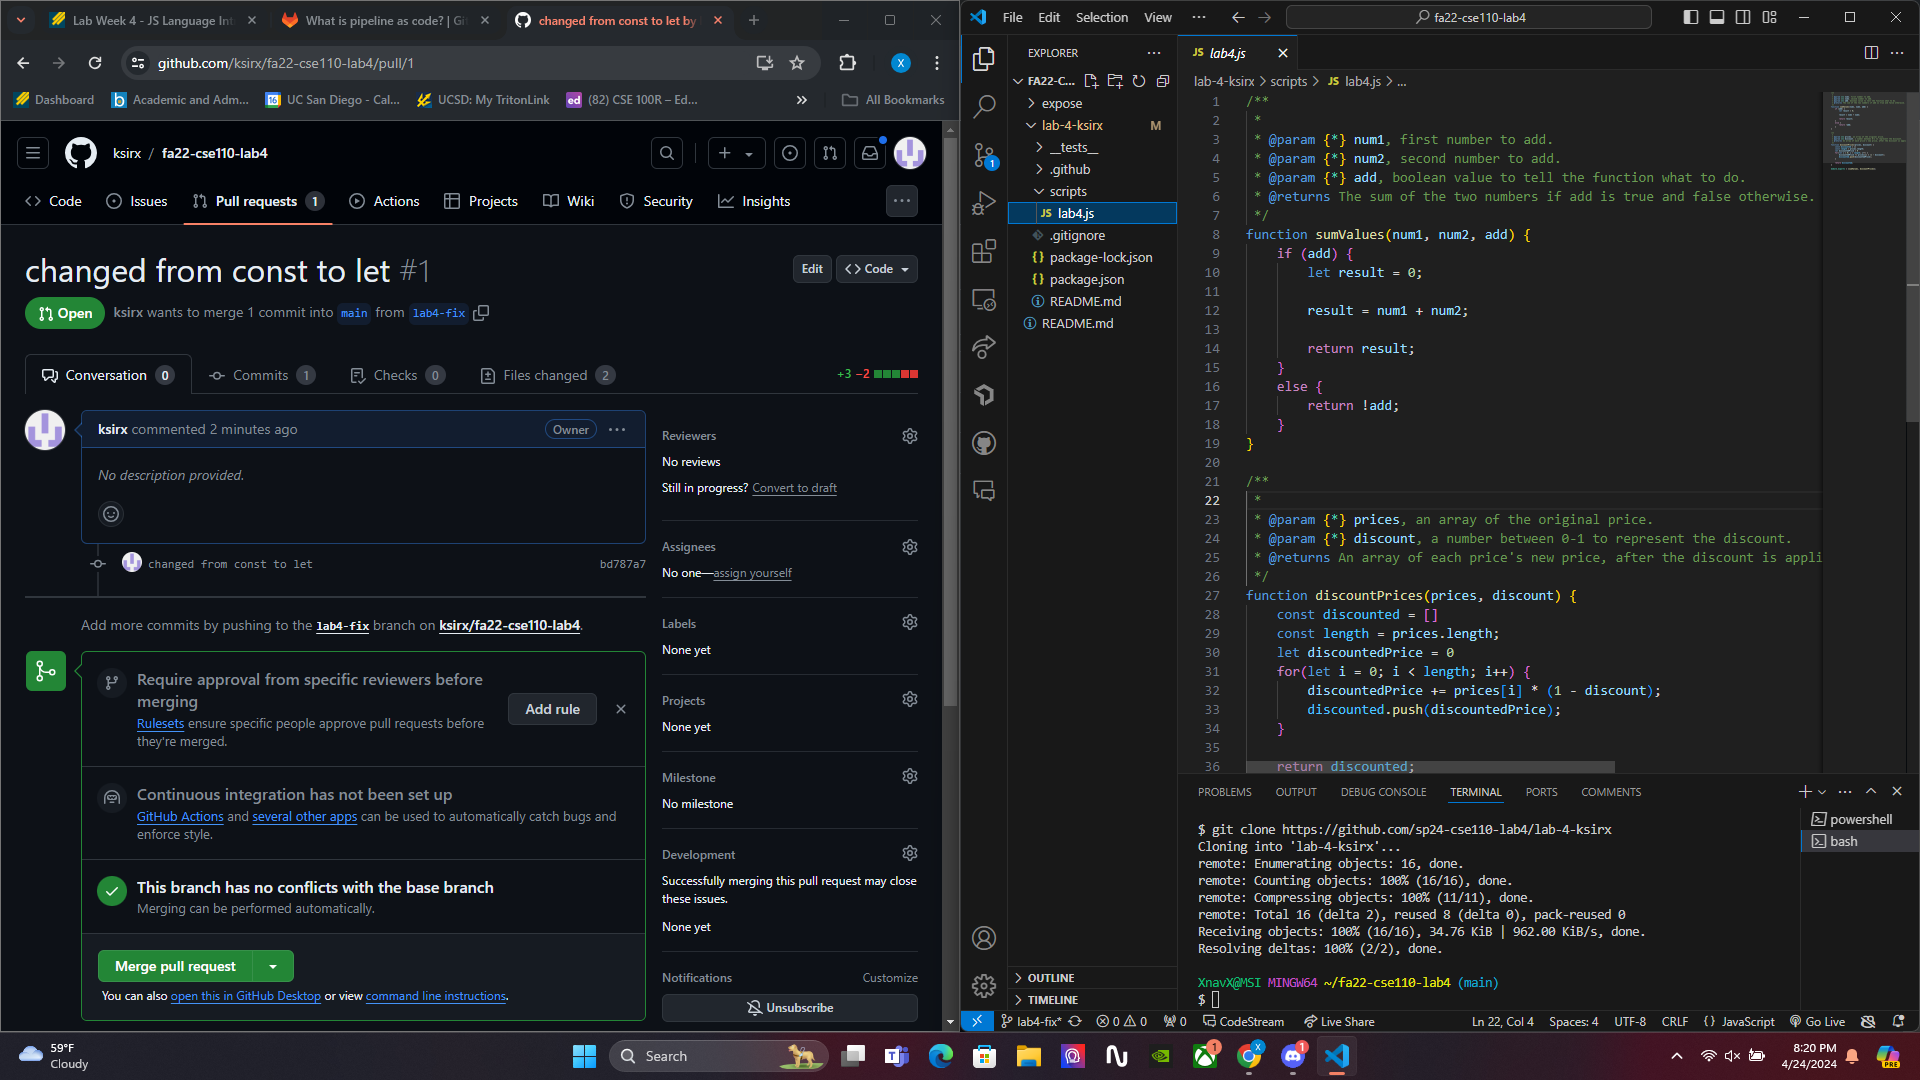 Lab Week 4 - JS Language Int
What is pipeline as code? | Gi
changed from const to let by
github.com/ksirx/fa22-cse110-lab4/pull/1
X
Dashboard
Academic and Adm...
16
UC San Diego - Cal...
UCSD: My TritonLink
ed
(82) CSE 100R – Ed...
»
All Bookmarks
ksirx / fa22-cse110-lab4
Code
Issues
Pull requests 1
Actions
Projects
Wiki
Security
Insights
changed from const to let #1
Edit
<> Code
Open
ksirx wants to merge 1 commit into main from lab4-fix
Conversation 0
Commits 1
Checks 0
Files changed 2
+3 −2
ksirx commented 2 minutes ago
Owner
No description provided.
changed from const to let
bd787a7
Add more commits by pushing to the lab4-fix branch on ksirx/fa22-cse110-lab4.
Require approval from specific reviewers before
merging
Rulesets ensure specific people approve pull requests before
they're merged.
Add rule
Continuous integration has not been set up
GitHub Actions and several other apps can be used to automatically catch bugs and
enforce style.
This branch has no conflicts with the base branch
Merging can be performed automatically.
Merge pull request
You can also open this in GitHub Desktop or view command line instructions.
Reviewers
No reviews
Still in progress? Convert to draft
Assignees
No one—assign yourself
Labels
None yet
Projects
None yet
Milestone
No milestone
Development
Successfully merging this pull request may close
these issues.
None yet
Notifications
Customize
Unsubscribe
File
Edit
Selection
View
fa22-cse110-lab4
EXPLORER
FA22-C...
expose
lab-4-ksirx
M
__tests__
.github
scripts
JS lab4.js
.gitignore
{} package-lock.json
{} package.json
README.md
README.md
1
OUTLINE
TIMELINE
JS lab4.js
lab-4-ksirx > scripts > JS lab4.js > ...
1 /**
2 *
3 * @param {*} num1, first number to add.
4 * @param {*} num2, second number to add.
5 * @param {*} add, boolean value to tell the function what to do.
6 * @returns The sum of the two numbers if add is true and false otherwise.
7 */
8 function sumValues(num1, num2, add) {
9 if (add) {
10 let result = 0;
11
12 result = num1 + num2;
13
14 return result;
15 }
16 else {
17 return !add;
18 }
19 }
20
21 /**
22 *
23 * @param {*} prices, an array of the original price.
24 * @param {*} discount, a number between 0-1 to represent the discount.
25 * @returns An array of each price's new price, after the discount is appli
26 */
27 function discountPrices(prices, discount) {
28 const discounted = []
29 const length = prices.length;
30 let discountedPrice = 0
31 for(let i = 0; i < length; i++) {
32 discountedPrice += prices[i] * (1 - discount);
33 discounted.push(discountedPrice);
34 }
35
36 return discounted;
PROBLEMS
OUTPUT
DEBUG CONSOLE
TERMINAL
PORTS
COMMENTS
powershell
bash
$ git clone https://github.com/sp24-cse110-lab4/lab-4-ksirx
Cloning into 'lab-4-ksirx'...
remote: Enumerating objects: 16, done.
remote: Counting objects: 100% (16/16), done.
remote: Compressing objects: 100% (11/11), done.
remote: Total 16 (delta 2), reused 8 (delta 0), pack-reused 0
Receiving objects: 100% (16/16), 34.76 KiB | 962.00 KiB/s, done.
Resolving deltas: 100% (2/2), done.
XnavX@MSI MINGW64 ~/fa22-cse110-lab4 (main)
$
lab4-fix*
0
0
0
CodeStream
Live Share
Ln 22, Col 4
Spaces: 4
UTF-8
CRLF
{} JavaScript
Go Live
59°F
Cloudy
Search
1
X
1
8:20 PM
4/24/2024
PRE